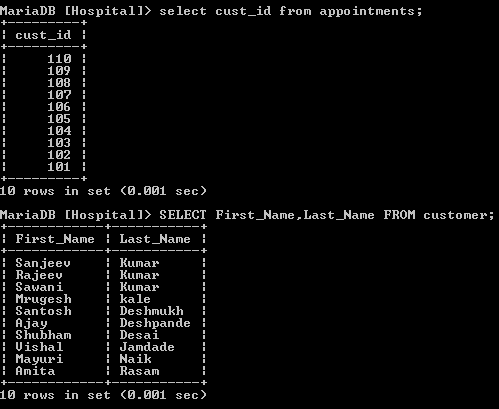 MariaDB [Hospital]> select cust_id from appointments;
+---------+
| cust_id |
+---------+
|     110 |
|     109 |
|     108 |
|     107 |
|     106 |
|     105 |
|     104 |
|     103 |
|     102 |
|     101 |
+---------+
10 rows in set (0.001 sec)
MariaDB [Hospital]> SELECT First_Name,Last_Name FROM customer;
+------------+-----------+
| First_Name | Last_Name |
+------------+-----------+
| Sanjeev    | Kumar     |
| Rajeev     | Kumar     |
| Sawani     | Kumar     |
| Mrugesh    | kale      |
| Santosh    | Deshmukh  |
| Ajay       | Deshpande |
| Shubham    | Desai     |
| Vishal     | Jamdade   |
| Mayuri     | Naik      |
| Amita      | Rasam     |
+------------+-----------+
10 rows in set (0.001 sec)